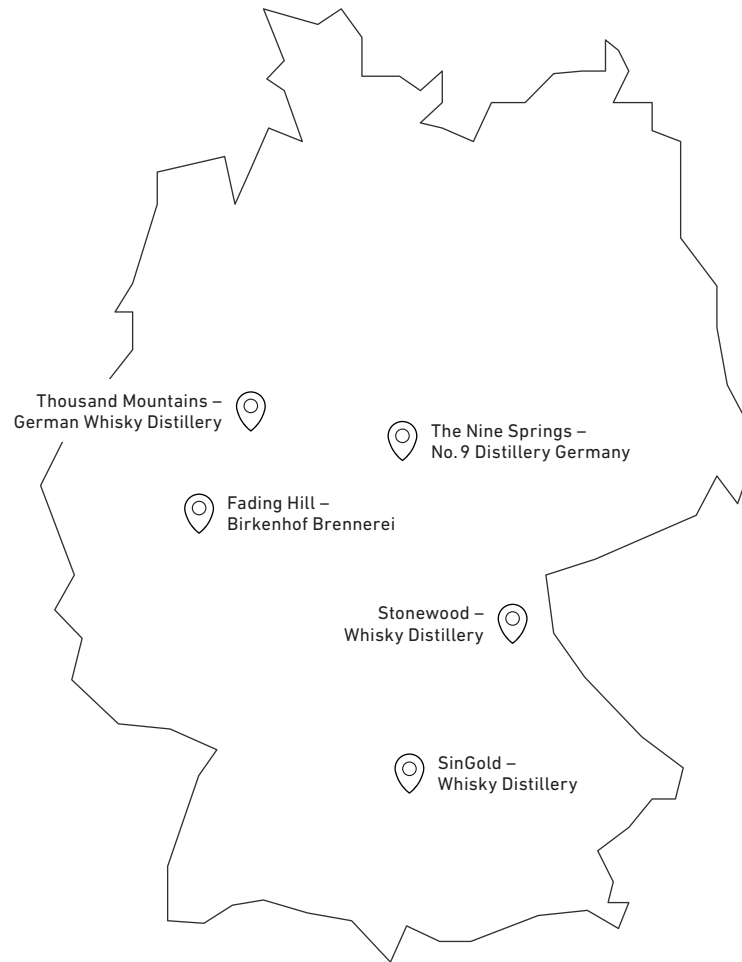 Thousand Mountains –
German Whisky Distillery
The Nine Springs –
No. 9 Distillery Germany
Fading Hill –
Birkenhof Brennerei
Stonewood –
Whisky Distillery
SinGold –
Whisky Distillery